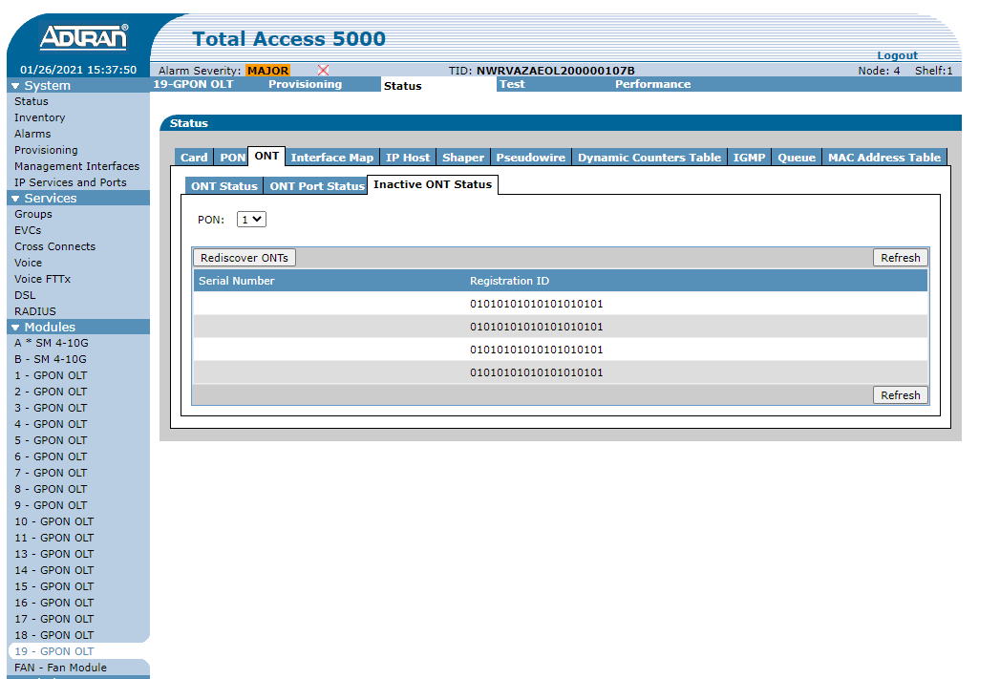 ADTRAN®
Total Access 5000
Logout
01/26/2021 15:37:50
Alarm Severity: MAJOR
TID: NWRVAZAEOL200000107B
Node: 4 Shelf:1
19-GPON OLT Provisioning Status Test Performance
System
Status
Inventory
Alarms
Provisioning
Management Interfaces
IP Services and Ports
Services
Groups
EVCs
Cross Connects
Voice
Voice FTTx
DSL
RADIUS
Modules
A * SM 4-10G
B - SM 4-10G
1 - GPON OLT
2 - GPON OLT
3 - GPON OLT
4 - GPON OLT
5 - GPON OLT
6 - GPON OLT
7 - GPON OLT
8 - GPON OLT
9 - GPON OLT
10 - GPON OLT
11 - GPON OLT
13 - GPON OLT
14 - GPON OLT
15 - GPON OLT
16 - GPON OLT
17 - GPON OLT
18 - GPON OLT
19 - GPON OLT
FAN - Fan Module
Status
Card PON ONT Interface Map IP Host Shaper Pseudowire Dynamic Counters Table IGMP Queue MAC Address Table
ONT Status ONT Port Status Inactive ONT Status
PON: 1
Rediscover ONTs Refresh
Serial Number Registration ID
01010101010101010101
01010101010101010101
01010101010101010101
01010101010101010101
Refresh